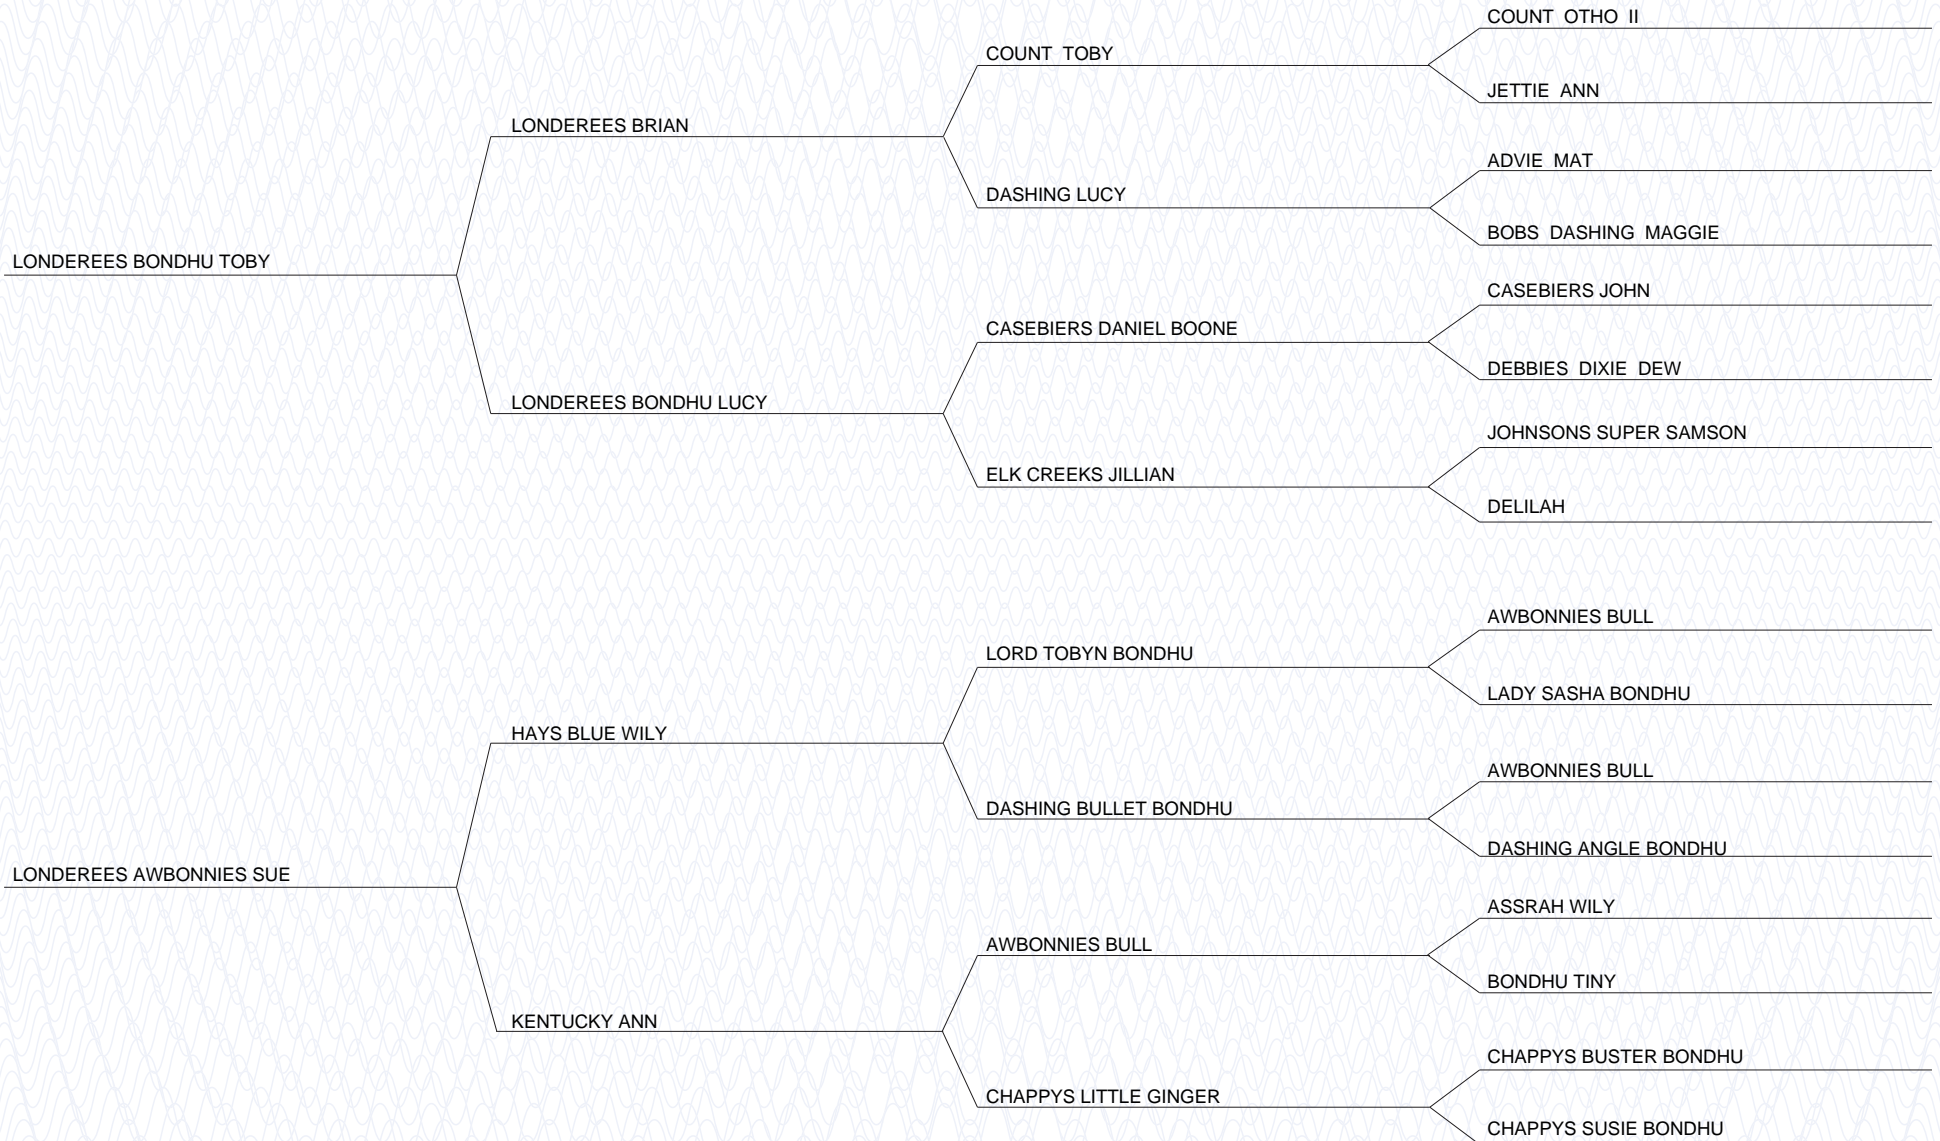 COUNT OTHO II
COUNT TOBY
JETTIE ANN
LONDEREES BRIAN
ADVIE MAT
DASHING LUCY
BOBS DASHING MAGGIE
LONDEREES BONDHU TOBY
CASEBIERS JOHN
CASEBIERS DANIEL BOONE
DEBBIES DIXIE DEW
LONDEREES BONDHU LUCY
JOHNSONS SUPER SAMSON
ELK CREEKS JILLIAN
DELILAH
AWBONNIES BULL
LORD TOBYN BONDHU
LADY SASHA BONDHU
HAYS BLUE WILY
AWBONNIES BULL
DASHING BULLET BONDHU
DASHING ANGLE BONDHU
LONDEREES AWBONNIES SUE
ASSRAH WILY
AWBONNIES BULL
BONDHU TINY
KENTUCKY ANN
CHAPPYS BUSTER BONDHU
CHAPPYS LITTLE GINGER
CHAPPYS SUSIE BONDHU